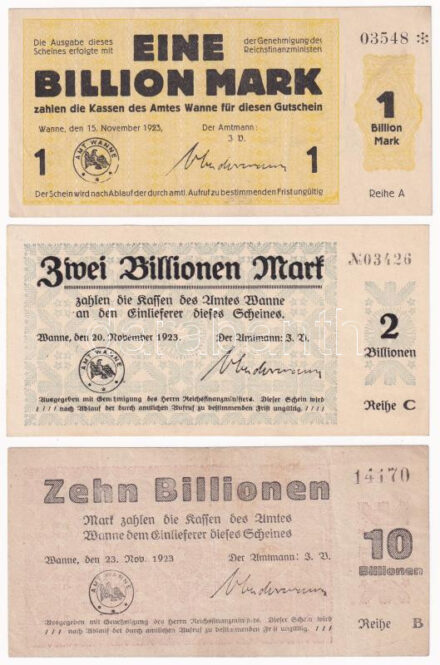 Die Ausgabe dieses Scheines erfolgte mit
EINE
der Genehmigung des Reichsfinanzministers
03548 *
BILLION MARK
zahlen die Kassen des Amtes Wanne für diesen Gutschein
Wanne, den 15. November 1923, Der Amtmann:
I. V.
1
AMT WANNE
1
Der Schein wird nach Ablauf der durch amtl. Aufruf zu bestimmenden Frist ungültig
1
Billion
Mark
Reihe A
Zwei Billionen Mark
№03426
zahlen die Kassen des Amtes Wanne
an den Einlieferer dieses Scheines.
Wanne, den 20. November 1923. Der Amtmann: I. V.
AMT WANNE
2
Billionen
Ausgegeben mit Genehmigung des Herrn Reichsfinanzministers. Dieser Schein wird
//// nach Ablauf der durch amtlichen Aufruf zu bestimmenden Frist ungültig. ////
Reihe C
Zehn Billionen
14170
Mark zahlen die Kassen des Amtes
Wanne dem Einlieferer dieses Scheines
Wanne, den 23. Nov. 1923 Der Amtmann: I. V.
AMT WANNE
10
Billionen
Ausgegeben mit Genehmigung des Herrn Reichsfinanzministers. Dieser Schein wird
/// nach Ablauf der durch amtlichen Aufruf zu bestimmenden Frist ungültig. ///
Reihe B
darabanth